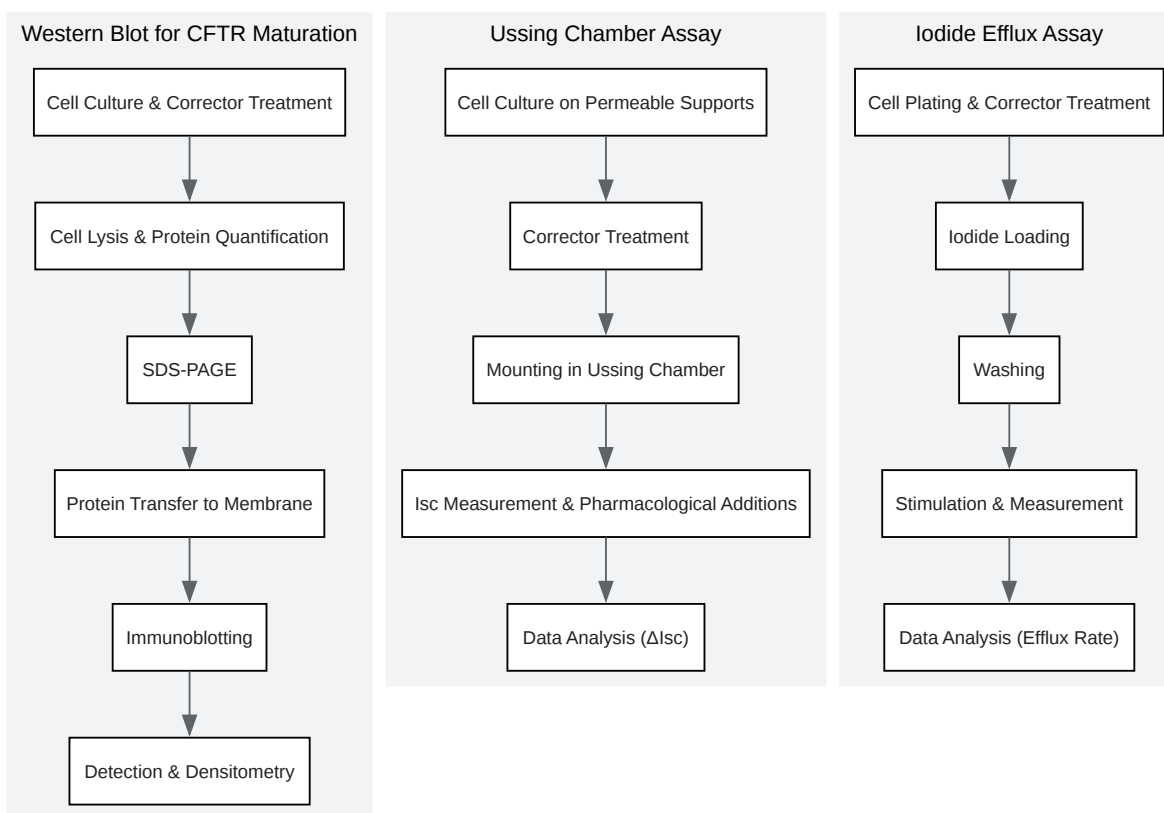 Western Blot for CFTR Maturation
Cell Culture & Corrector Treatment
Cell Lysis & Protein Quantification
SDS-PAGE
Protein Transfer to Membrane
Immunoblotting
Detection & Densitometry
Ussing Chamber Assay
Cell Culture on Permeable Supports
Corrector Treatment
Mounting in Ussing Chamber
Isc Measurement & Pharmacological Additions
Data Analysis (ΔIsc)
Iodide Efflux Assay
Cell Plating & Corrector Treatment
Iodide Loading
Washing
Stimulation & Measurement
Data Analysis (Efflux Rate)